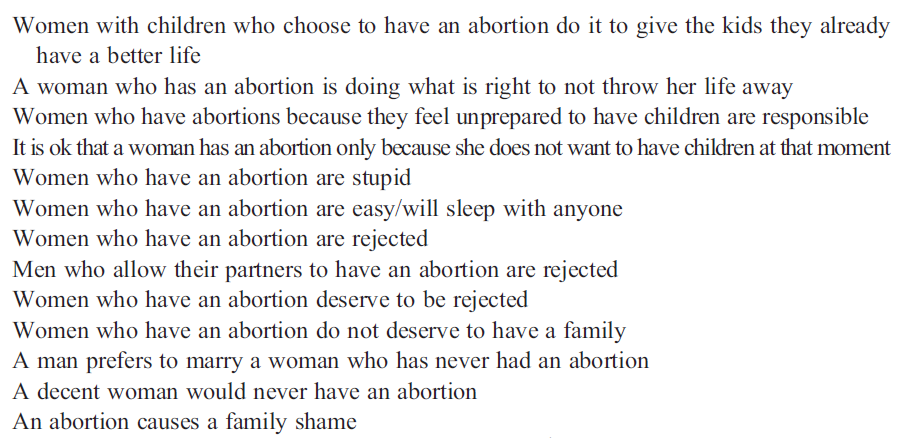 Women with children who choose to have an abortion do it to give the kids they already
have a better life
A woman who has an abortion is doing what is right to not throw her life away
Women who have abortions because they feel unprepared to have children are responsible
It is ok that a woman has an abortion only because she does not want to have children at that moment
Women who have an abortion are stupid
Women who have an abortion are easy/will sleep with anyone
Women who have an abortion are rejected
Men who allow their partners to have an abortion are rejected
Women who have an abortion deserve to be rejected
Women who have an abortion do not deserve to have a family
A man prefers to marry a woman who has never had an abortion
A decent woman would never have an abortion
An abortion causes a family shame